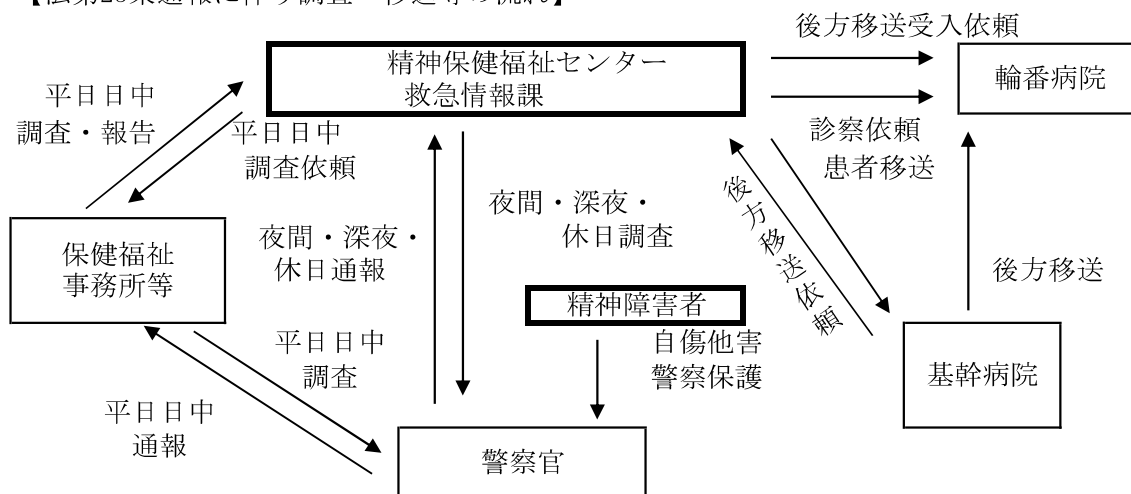 後方移送受入依頼
精神保健福祉センター
救急情報課
輪番病院
平日日中
調査・報告
平日日中
調査依頼
診察依頼
患者移送
夜間・深夜・
休日調査
後方移送依頼
保健福祉
事務所等
夜間・深夜・
休日通報
後方移送
精神障害者
自傷他害
警察保護
平日日中
調査
基幹病院
平日日中
通報
警察官